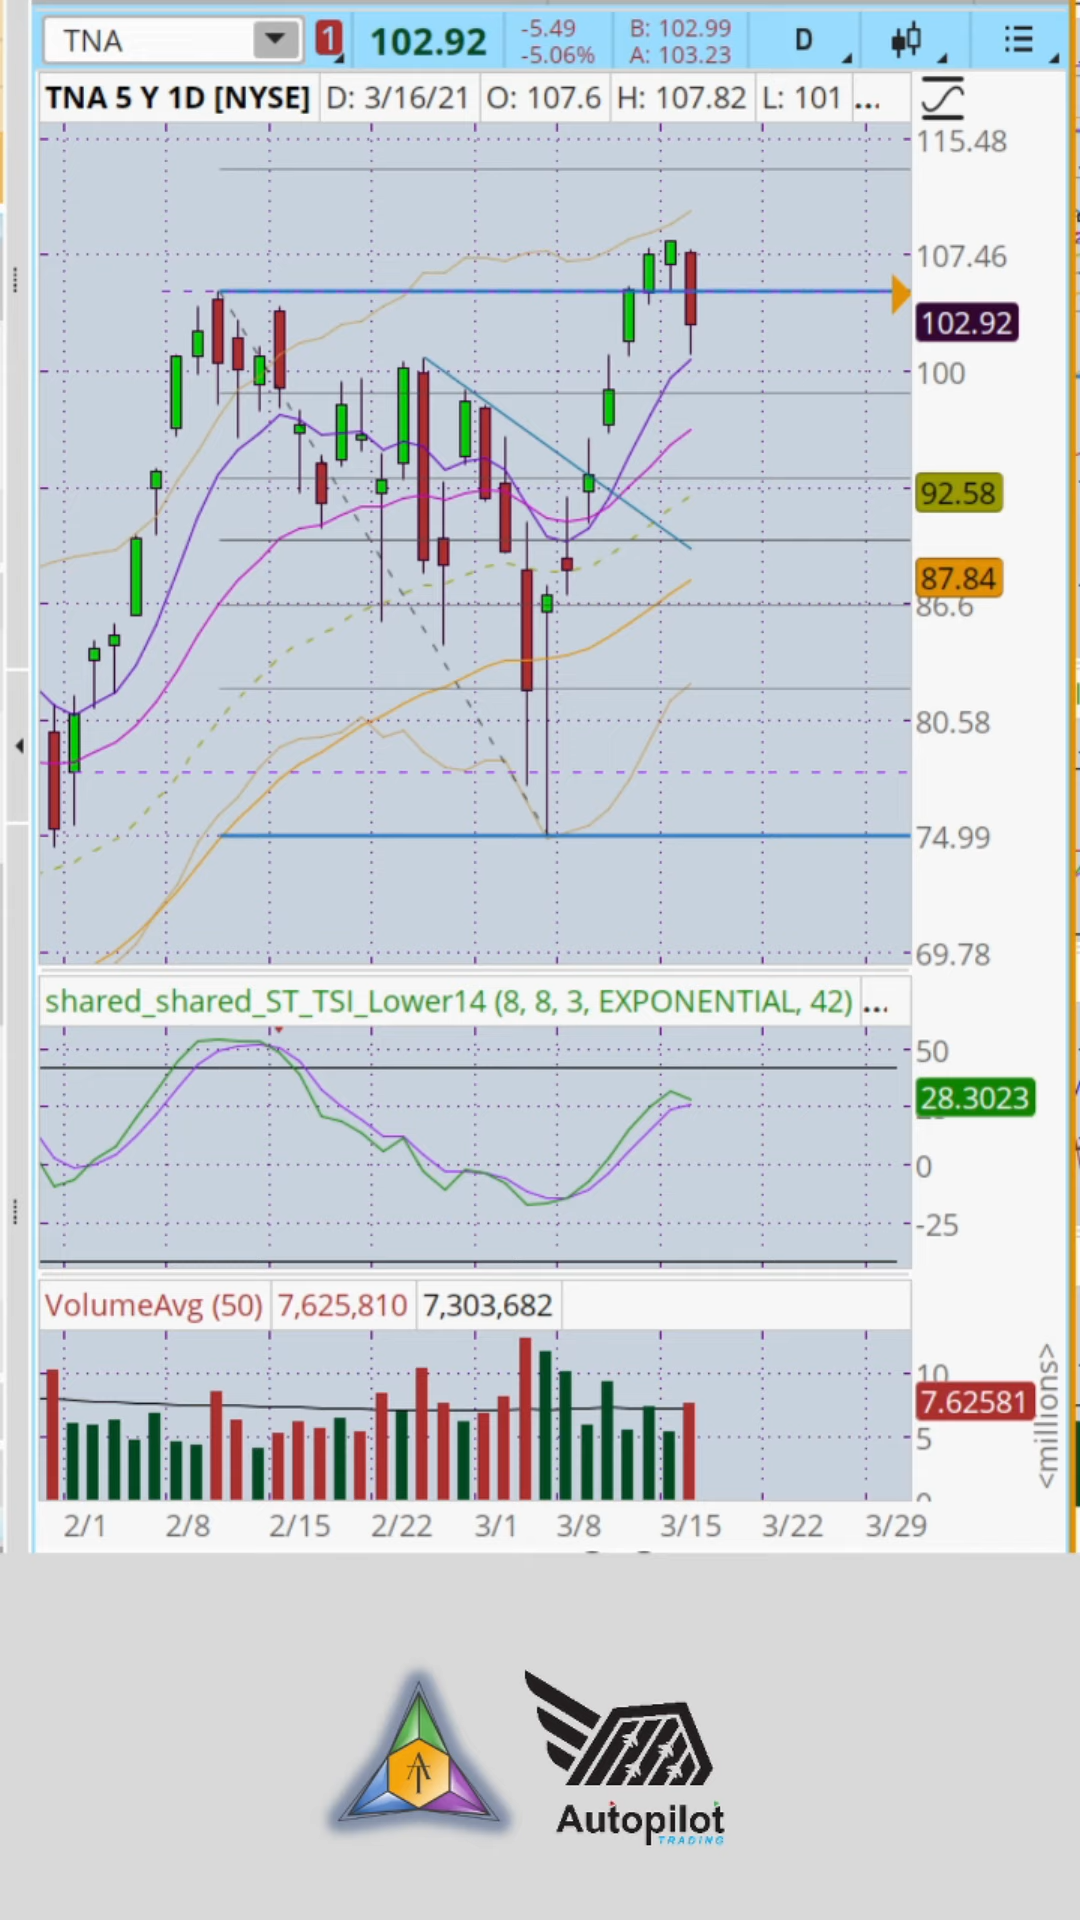 TNA
1
102.92
-5.49
-5.06%
B: 102.99
A: 103.23
D
TNA 5 Y 1D [NYSE]
D: 3/16/21
O: 107.6
H: 107.82
L: 101
...
115.48
107.46
102.92
100
92.58
87.84
86.6
80.58
74.99
69.78
shared_shared_ST_TSI_Lower14 (8, 8, 3, EXPONENTIAL, 42)
...
50
28.3023
0
-25
VolumeAvg (50)
7,625,810
7,303,682
10
7.62581
5
<millions>
2/1
2/8
2/15
2/22
3/1
3/8
3/15
3/22
3/29
Autopilot
TRADING